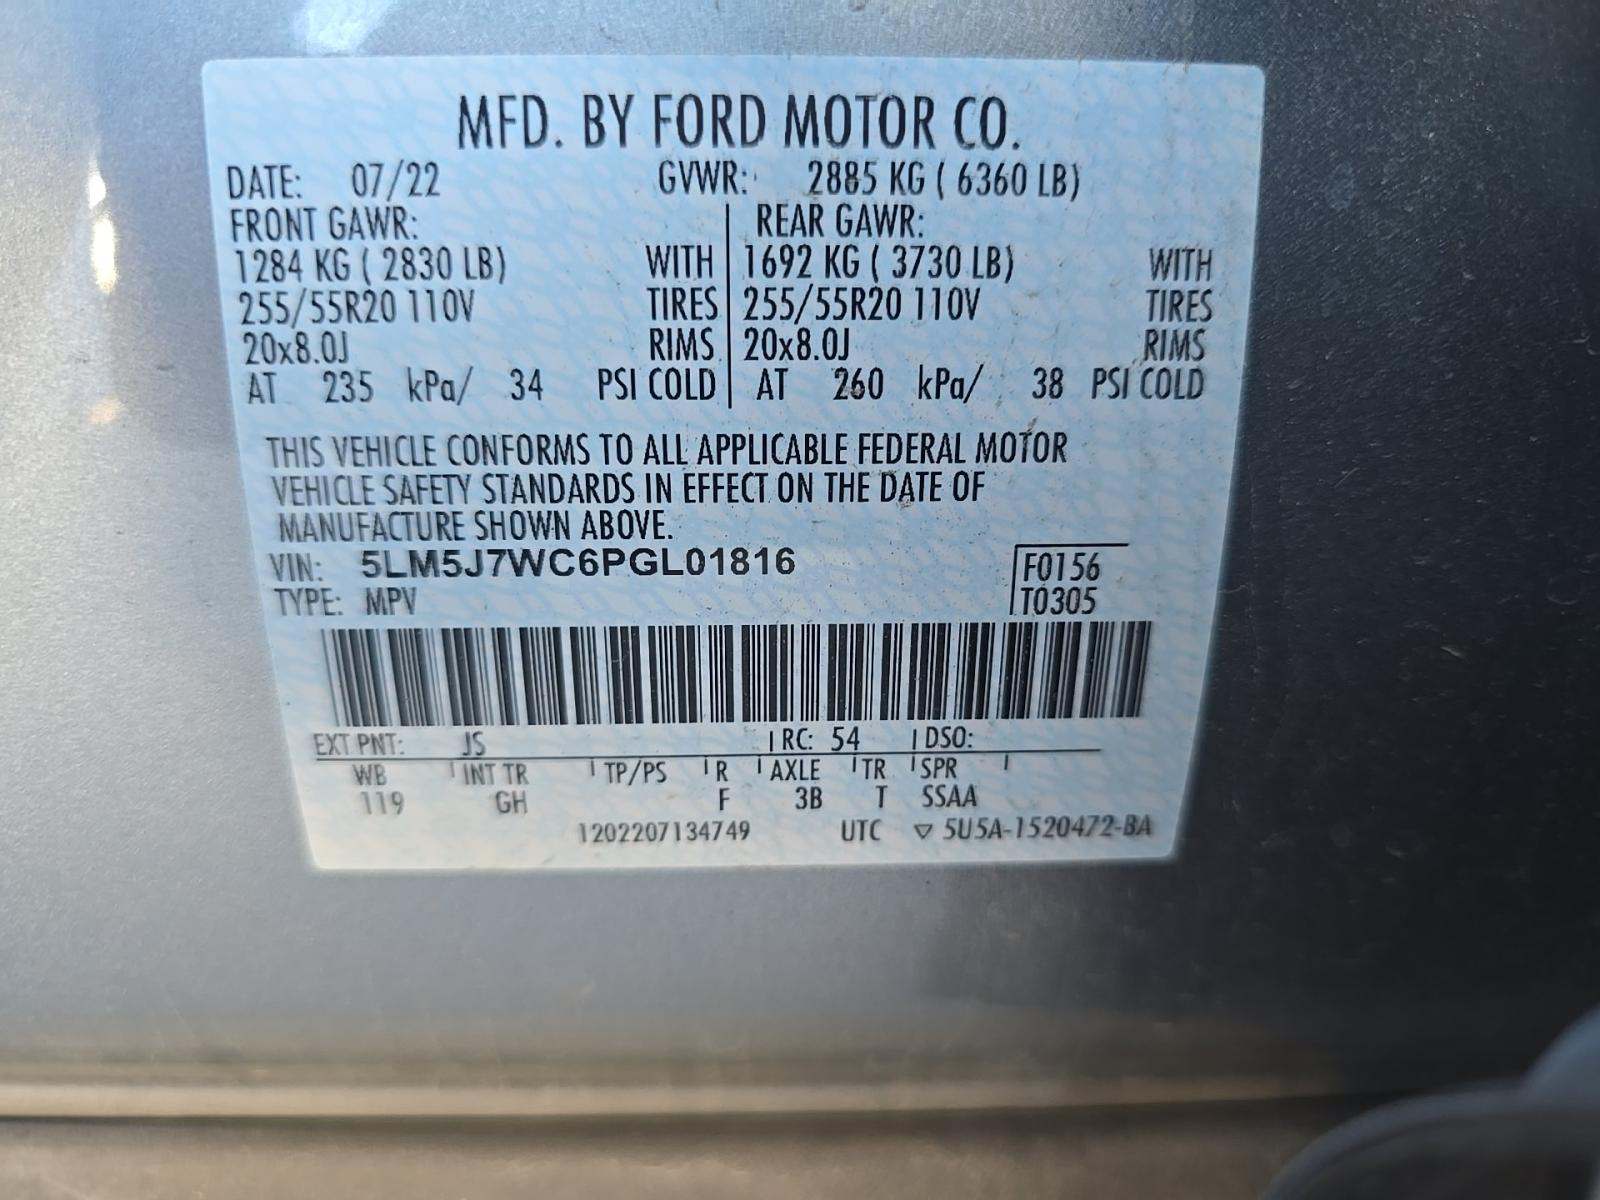 MFD. BY FORD MOTOR CO.
DATE: 07/22 GVWR: 2885 KG ( 6360 LB)
FRONT GAWR: REAR GAWR:
1284 KG ( 2830 LB) WITH 1692 KG ( 3730 LB) WITH
255/55R20 110V TIRES 255/55R20 110V TIRES
20x8.0J RIMS 20x8.0J RIMS
AT 235 kPa/ 34 PSI COLD AT 260 kPa/ 38 PSI COLD
THIS VEHICLE CONFORMS TO ALL APPLICABLE FEDERAL MOTOR
VEHICLE SAFETY STANDARDS IN EFFECT ON THE DATE OF
MANUFACTURE SHOWN ABOVE.
VIN: 5LM5J7WC6PGL01816 F0156
TYPE: MPV T0305
EXT PNT: JS RC: 54 DSO:
WB INT TR TP/PS R AXLE TR SPR
119 GH F 3B T SSAA
1202207134749 UTC ▽ 5U5A-1520472-BA